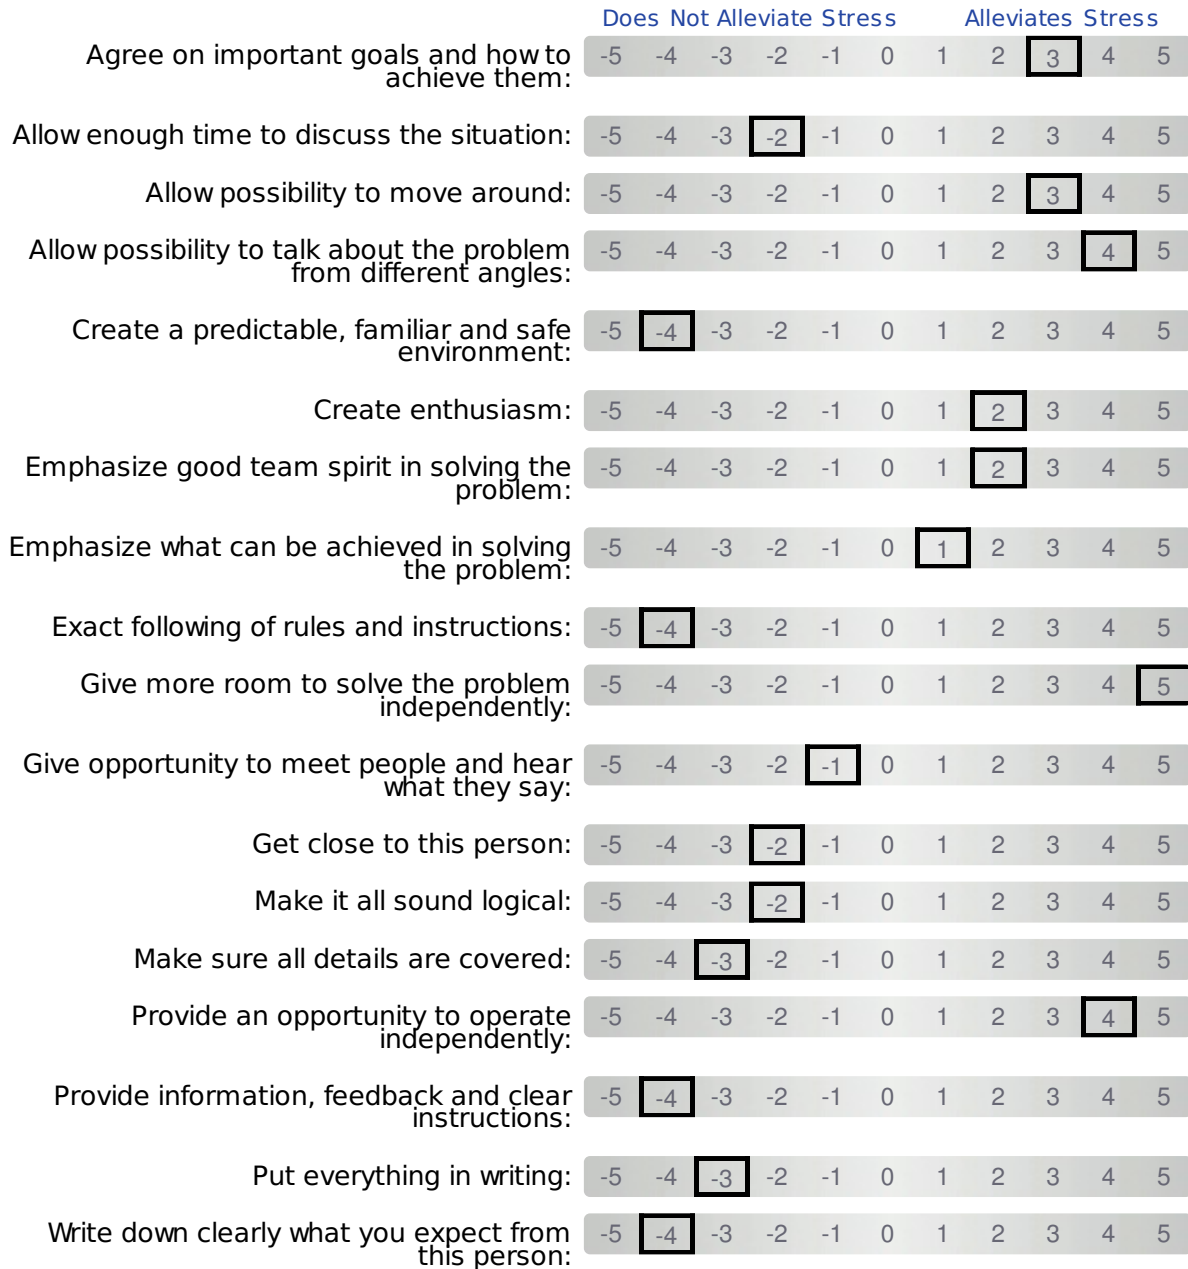 Does Not Alleviate Stress Alleviates Stress
Agree on important goals and how to -5 -4 -3 -2 -1 0 1 2 3 4 5
achieve them:
Allow enough time to discuss the situation: -5 -4 -3 -2 -1 0 1 2 3 4 5
Allow possibility to move around: -5 -4 -3 -2 -1 0 1 2 3 4 5
Allow possibility to talk about the problem -5 -4 -3 -2 -1 0 1 2 3 4 5
from different angles:
Create a predictable, familiar and safe -5 -4 -3 -2 -1 0 1 2 3 4 5
environment:
Create enthusiasm: -5 -4 -3 -2 -1 0 1 2 3 4 5
Emphasize good team spirit in solving the -5 -4 -3 -2 -1 0 1 2 3 4 5
problem:
Emphasize what can be achieved in solving -5 -4 -3 -2 -1 0 1 2 3 4 5
the problem:
Exact following of rules and instructions: -5 -4 -3 -2 -1 0 1 2 3 4 5
Give more room to solve the problem -5 -4 -3 -2 -1 0 1 2 3 4 5
independently:
Give opportunity to meet people and hear -5 -4 -3 -2 -1 0 1 2 3 4 5
what they say:
Get close to this person: -5 -4 -3 -2 -1 0 1 2 3 4 5
Make it all sound logical: -5 -4 -3 -2 -1 0 1 2 3 4 5
Make sure all details are covered: -5 -4 -3 -2 -1 0 1 2 3 4 5
Provide an opportunity to operate -5 -4 -3 -2 -1 0 1 2 3 4 5
independently:
Provide information, feedback and clear -5 -4 -3 -2 -1 0 1 2 3 4 5
instructions:
Put everything in writing: -5 -4 -3 -2 -1 0 1 2 3 4 5
Write down clearly what you expect from -5 -4 -3 -2 -1 0 1 2 3 4 5
this person: